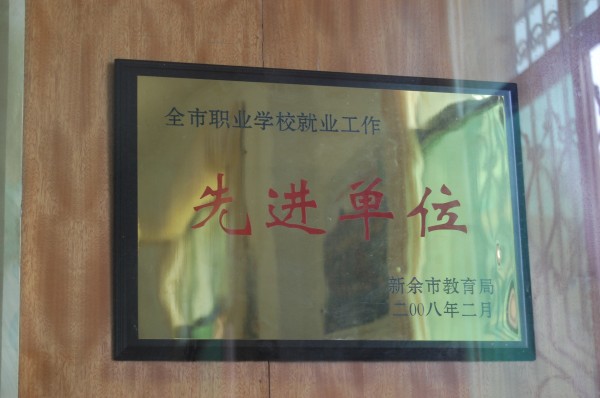 全市职业学校就业工作
先进单位
新余市教育局
二00八年二月